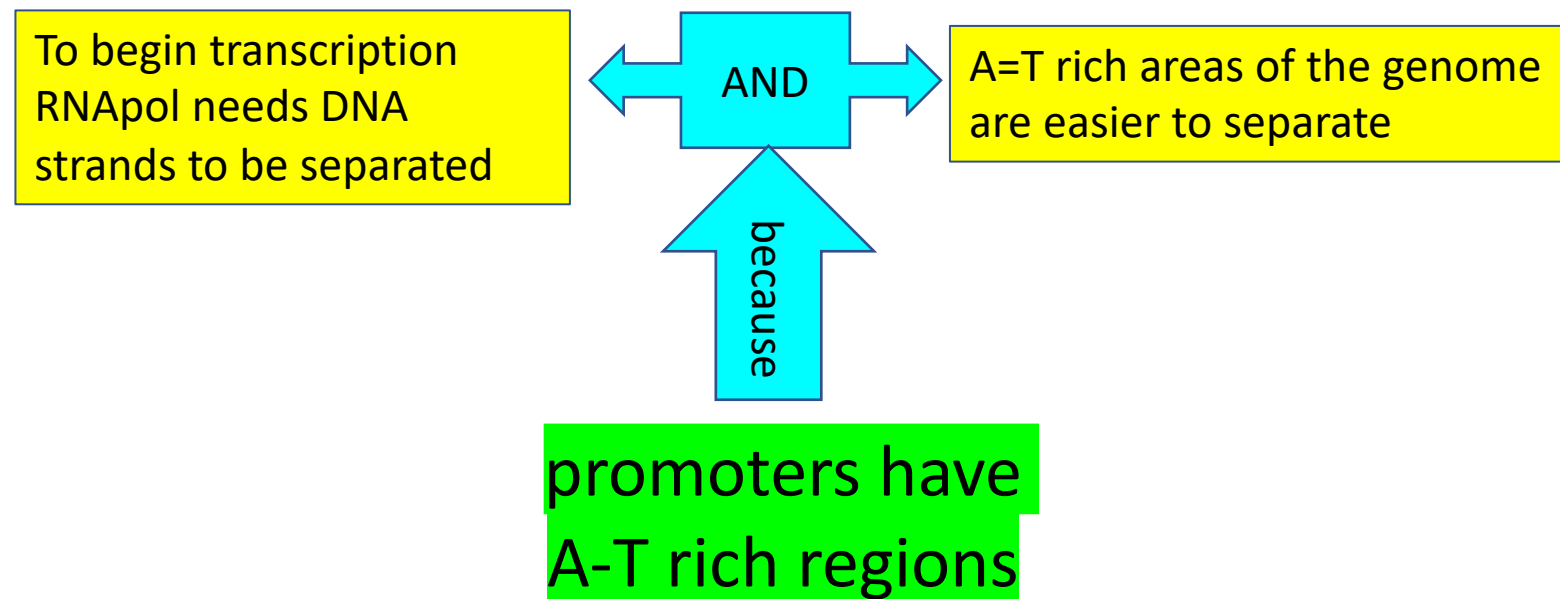 To begin transcription
RNApol needs DNA
strands to be separated
AND
A=T rich areas of the genome
are easier to separate
because
promoters have
A-T rich regions